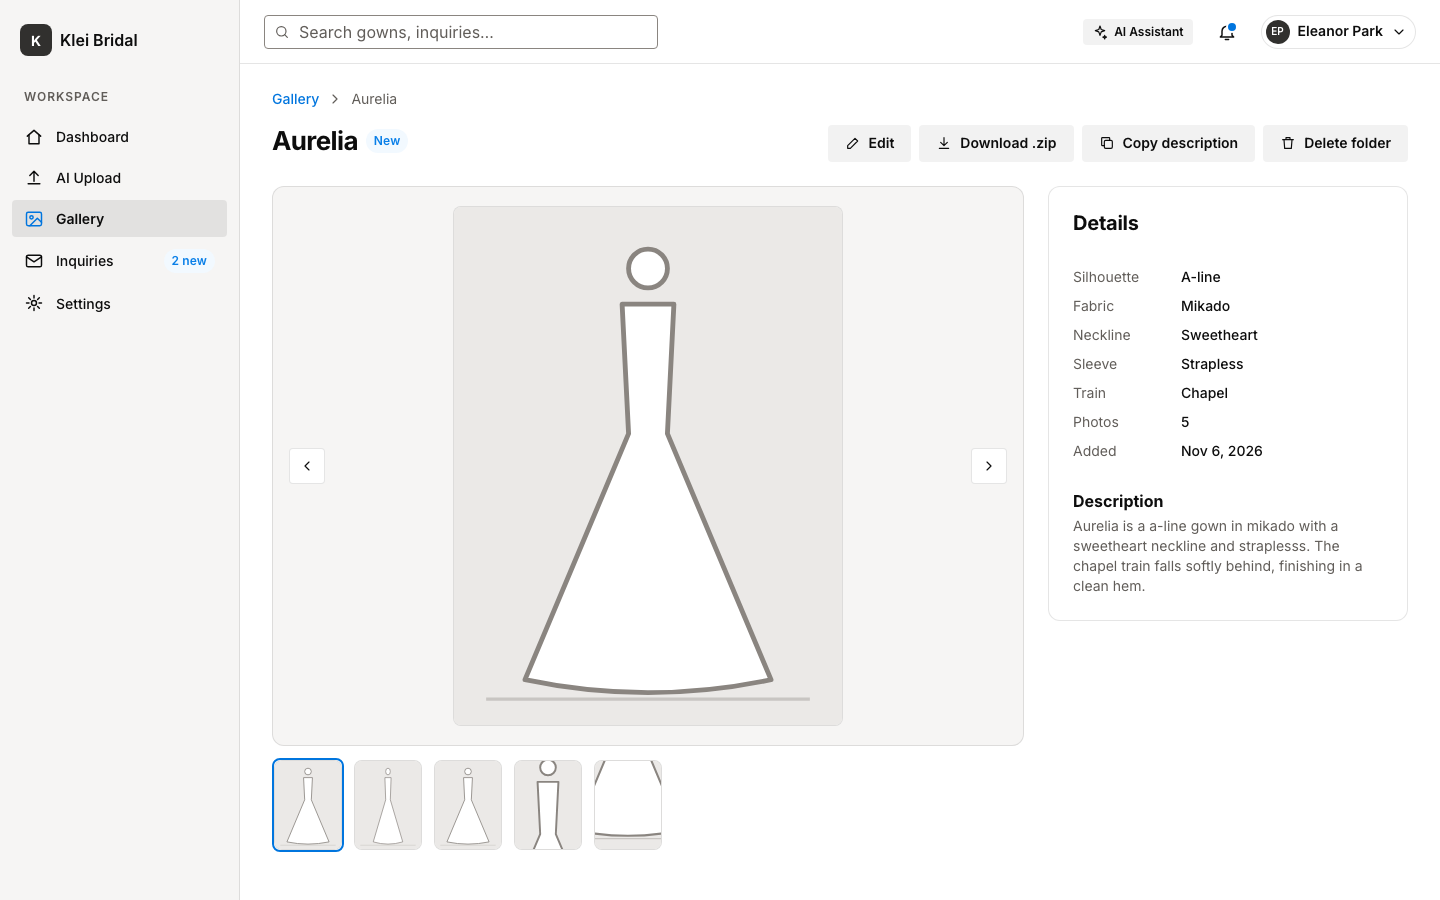 K
Klei Bridal
WORKSPACE
Dashboard
AI Upload
Gallery
Inquiries 2 new
Settings
Search gowns, inquiries...
AI Assistant
EP Eleanor Park
Gallery > Aurelia
Aurelia New
Edit
Download .zip
Copy description
Delete folder
Details
Silhouette A-line
Fabric Mikado
Neckline Sweetheart
Sleeve Strapless
Train Chapel
Photos 5
Added Nov 6, 2026
Description
Aurelia is a a-line gown in mikado with a
sweetheart neckline and straplesss. The
chapel train falls softly behind, finishing in a
clean hem.